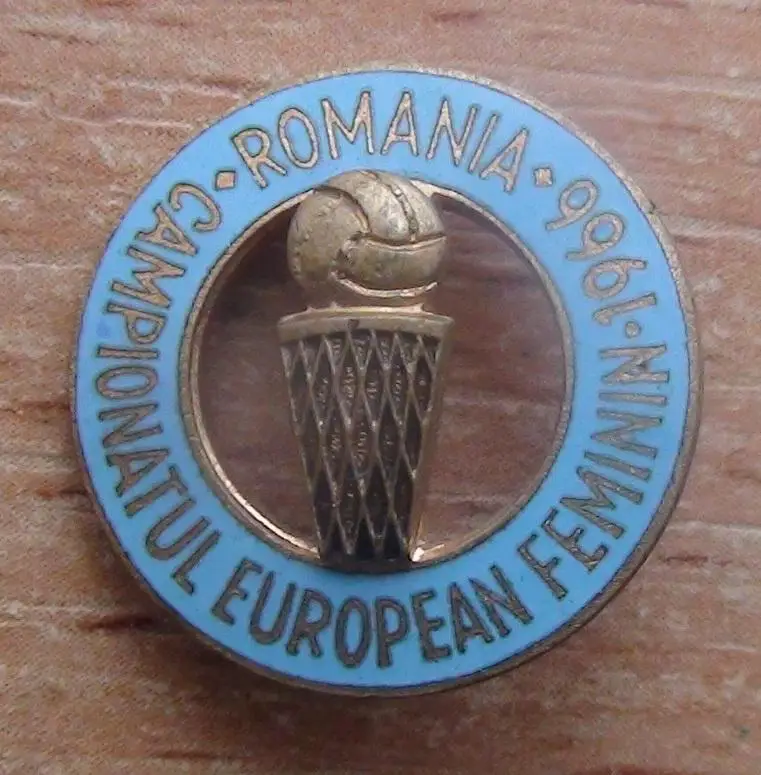 ROMANIA • 1966 • CAMPIONATUL EUROPEAN FEMININ •